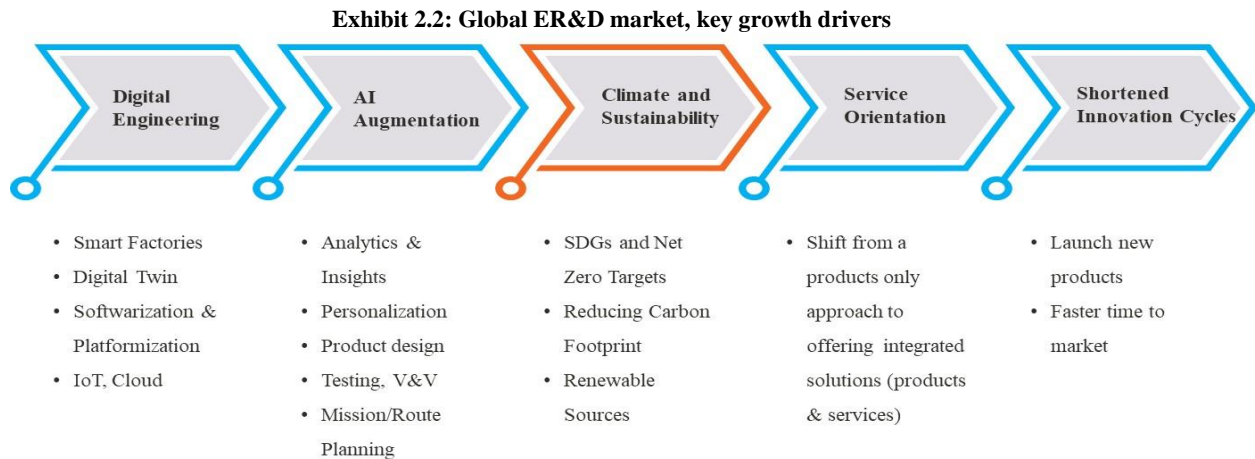 Exhibit 2.2: Global ER&D market, key growth drivers
Digital
Engineering
AI
Augmentation
Climate and
Sustainability
Service
Orientation
Shortened
Innovation Cycles
• Smart Factories
• Digital Twin
• Softwarization &
Platformization
• IoT, Cloud
• Analytics &
Insights
• Personalization
• Product design
• Testing, V&V
• Mission/Route
Planning
• SDGs and Net
Zero Targets
• Reducing Carbon
Footprint
• Renewable
Sources
• Shift from a
products only
approach to
offering integrated
solutions (products
& services)
• Launch new
products
• Faster time to
market